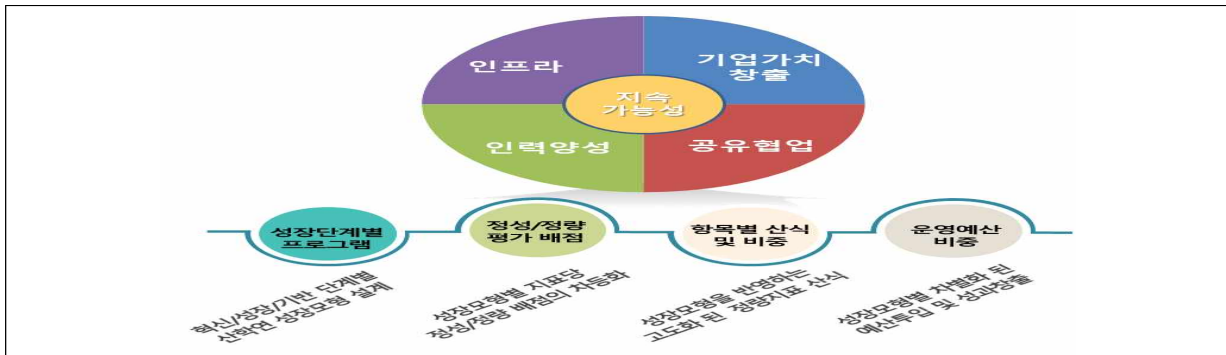 인프라
기업가치
창출
지속
가능성
인력양성
공유협업
성장단계별
프로그램
정성/정량
평가 배점
항목별 산식
및 비중
운영예산
비중
혁신/성장/기반 단계별
산학연 성장모형 설계
성장모형별 지표당
정성/정량 배점의 차등화
성장모형을 반영하는
고도화 된 정량지표 산식
성장모형별 차별화 된
예산투입 및 성과창출